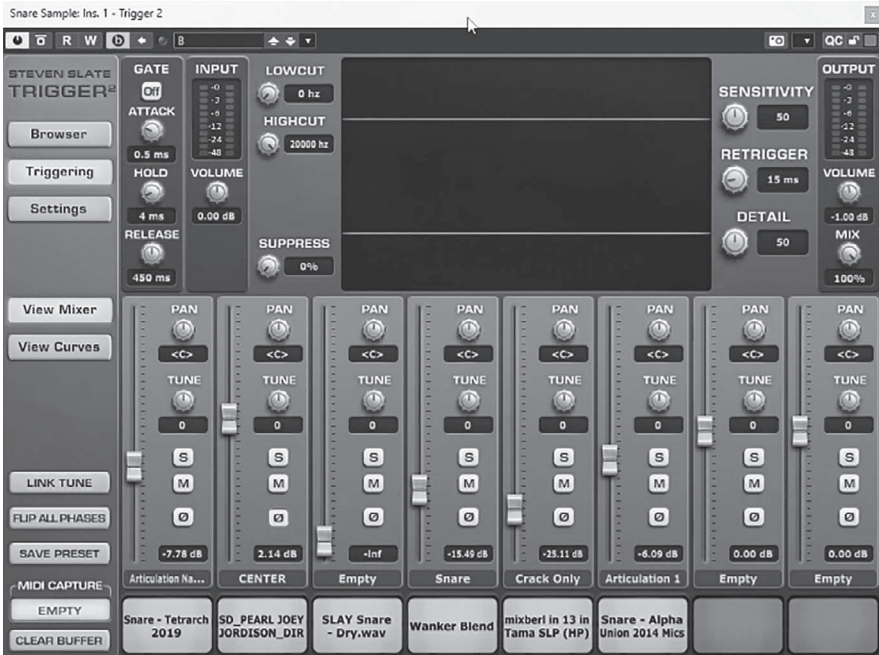 Snare Sample: Ins. 1 - Trigger 2
R W b B QC
STEVEN SLATE
TRIGGER²
Browser
Triggering
Settings
View Mixer
View Curves
LINK TUNE
FLIP ALL PHASES
SAVE PRESET
MIDI CAPTURE
EMPTY
CLEAR BUFFER
GATE
Off
ATTACK
0.5 ms
HOLD
4 ms
RELEASE
450 ms
INPUT
-0
-3
-6
-12
-24
-48
VOLUME
0.00 dB
LOWCUT
0 hz
HIGHCUT
20000 hz
SUPPRESS
0%
SENSITIVITY
50
RETRIGGER
15 ms
DETAIL
50
OUTPUT
-0
-3
-6
-12
-24
-48
VOLUME
-1.00 dB
MIX
100%
PAN PAN PAN PAN PAN PAN PAN PAN
<C> <C> <C> <C> <C> <C> <C> <C>
TUNE TUNE TUNE TUNE TUNE TUNE TUNE TUNE
0 0 0 0 0 0 0 0
S S S S S S S S
M M M M M M M M
Ø Ø Ø Ø Ø Ø Ø Ø
-7.78 dB 2.14 dB -Inf -15.49 dB -25.11 dB -6.09 dB 0.00 dB 0.00 dB
Articulation Na... CENTER Empty Snare Crack Only Articulation 1 Empty Empty
Snare - Tetrarch
2019
SD_PEARL JOEY
JORDISON_DIR
SLAY Snare
- Dry.wav
Wanker Blend
mixberl in 13 in
Tama SLP (HP)
Snare - Alpha
Union 2014 Mics